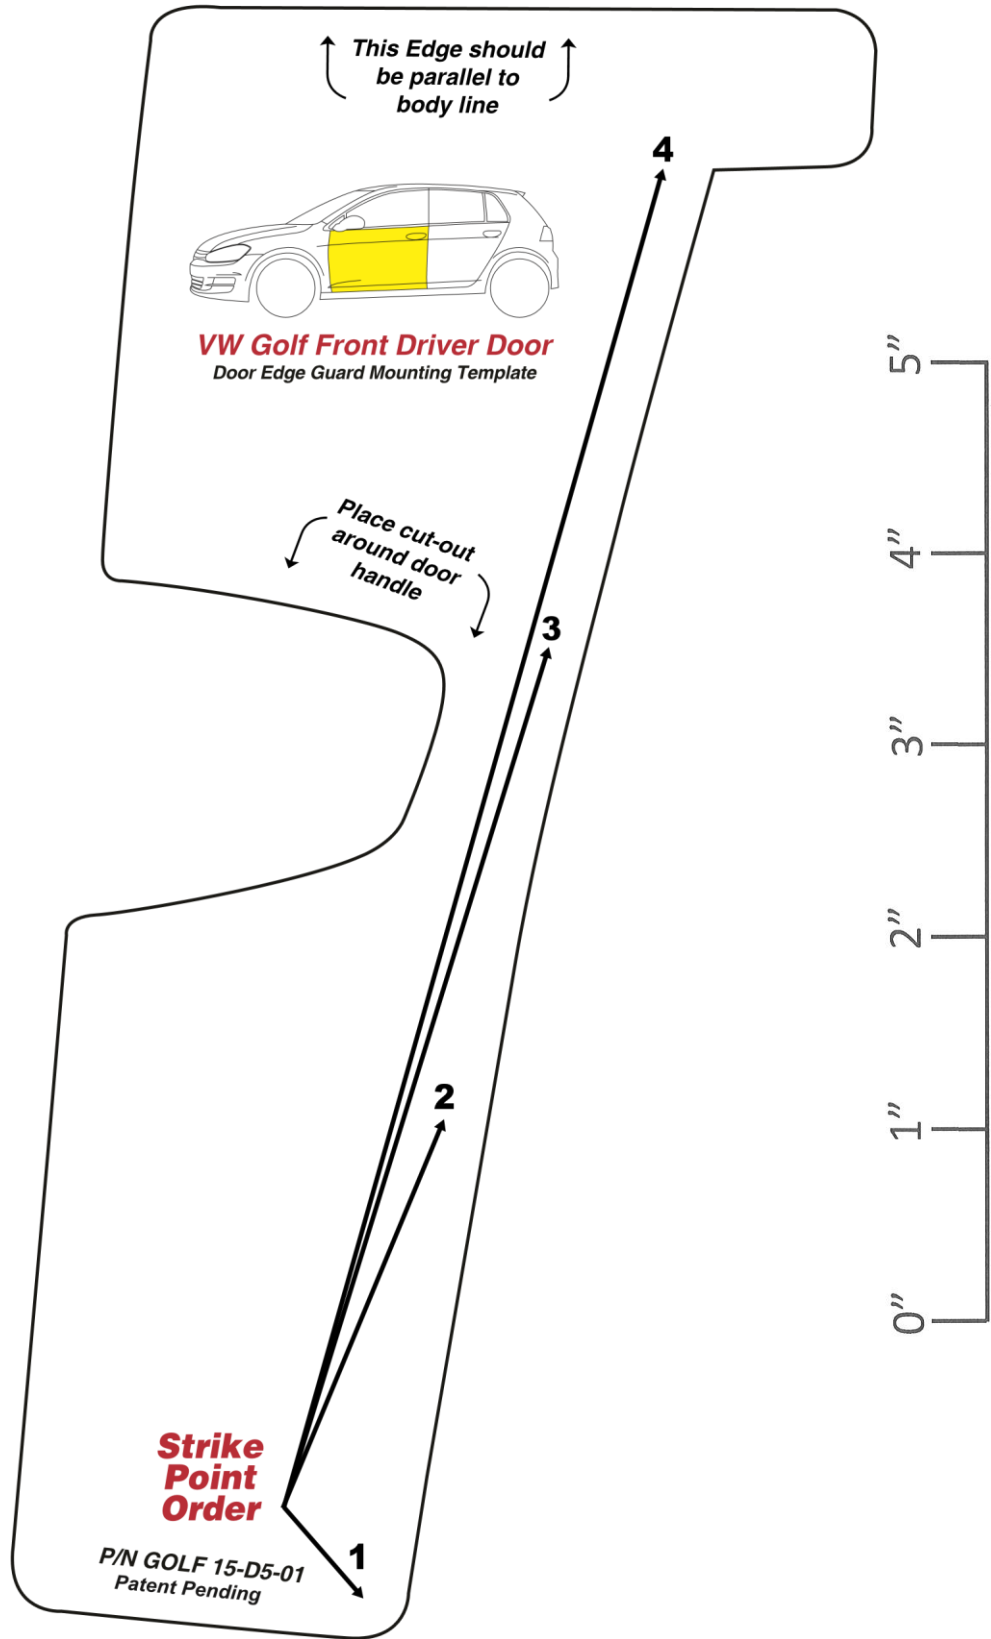 This Edge should
be parallel to
body line
4
VW Golf Front Driver Door
Door Edge Guard Mounting Template
5”
Place cut-out
around door
handle
4”
3
3”
2”
2
1”
0”
Strike
Point
Order
1
P/N GOLF 15-D5-01
Patent Pending